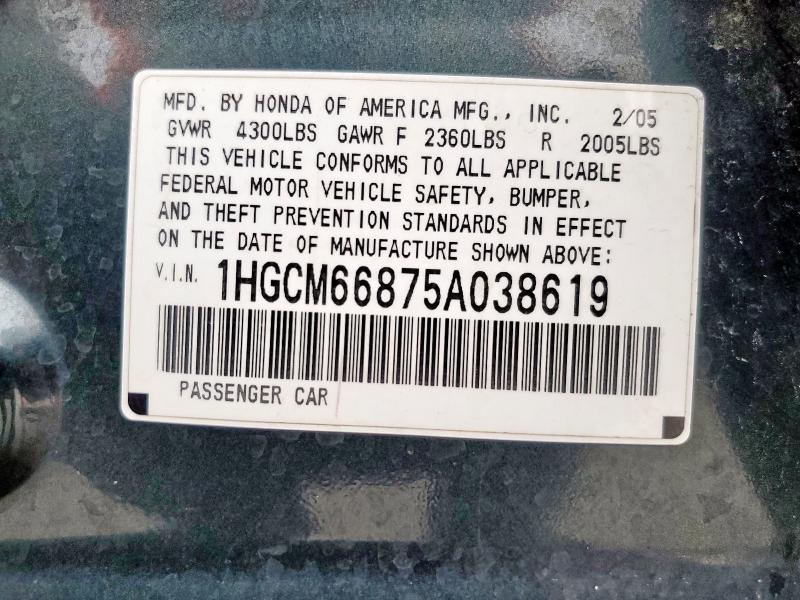 MFD. BY HONDA OF AMERICA MFG., INC. 2/05
GVWR 4300LBS GAWR F 2360LBS R 2005LBS
THIS VEHICLE CONFORMS TO ALL APPLICABLE
FEDERAL MOTOR VEHICLE SAFETY, BUMPER,
AND THEFT PREVENTION STANDARDS IN EFFECT
ON THE DATE OF MANUFACTURE SHOWN ABOVE:
V.I.N. 1HGCM66875A038619
PASSENGER CAR